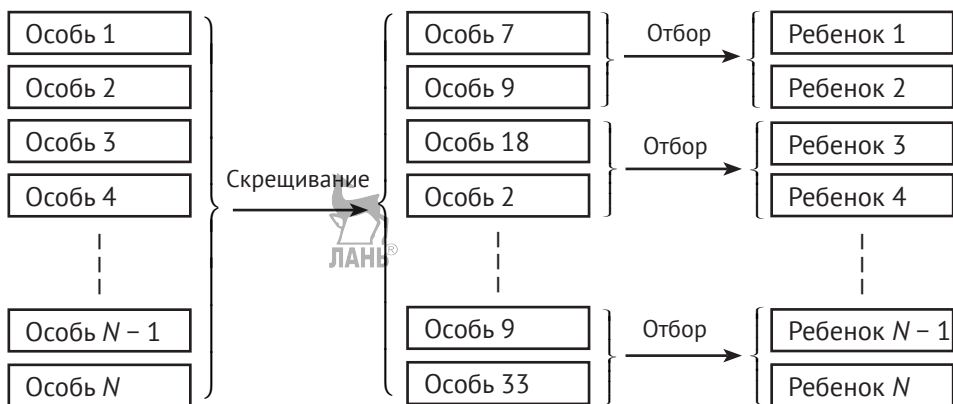 Особь 1
Особь 2
Особь 3
Особь 4
Особь N – 1
Особь N
Скрещивание
ЛАНЬ®
Особь 7
Особь 9
Особь 18
Особь 2
Особь 9
Особь 33
Отбор
Отбор
Отбор
Ребенок 1
Ребенок 2
Ребенок 3
Ребенок 4
Ребенок N – 1
Ребенок N